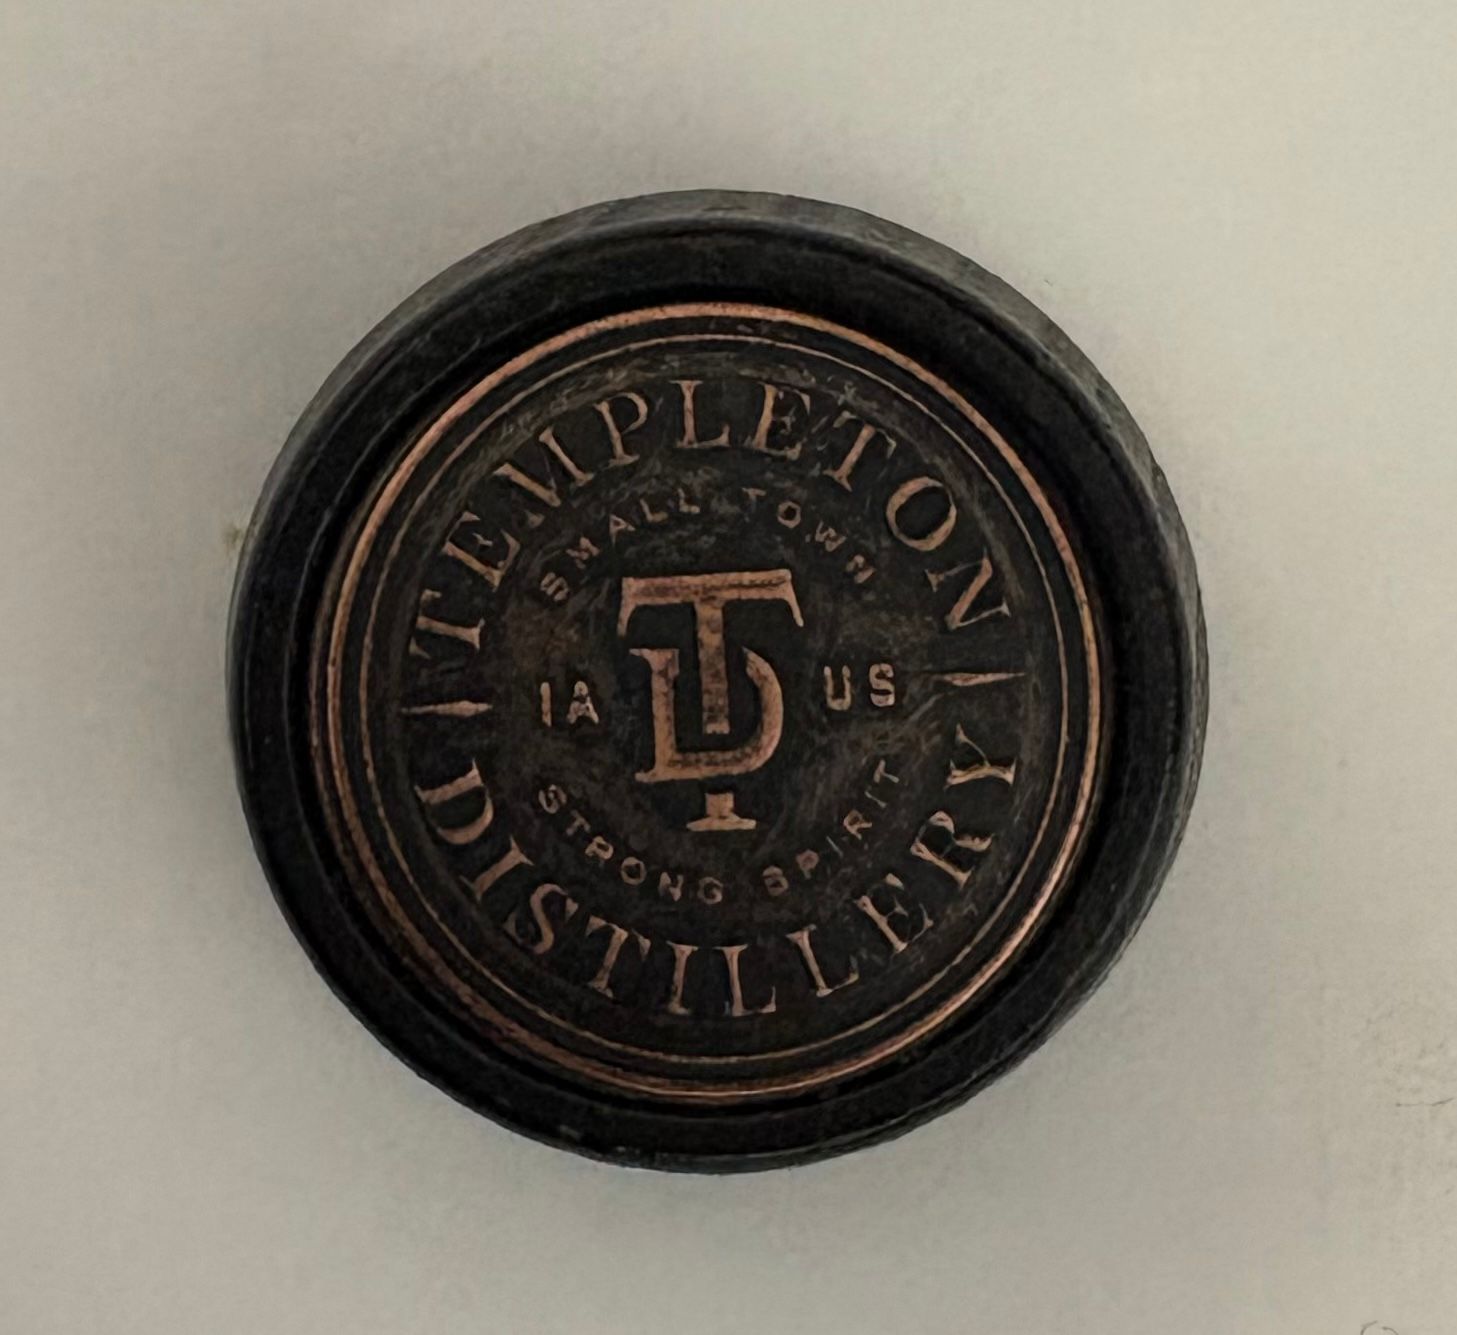 TEMPLETON
SMALL TOWN
IA TD US
STRONG SPIRIT
DISTILLERY